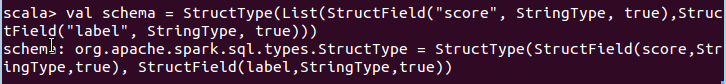 scala> val schema = StructType(List(StructField("score", StringType, true),Struc
tField("label", StringType, true)))
schema: org.apache.spark.sql.types.StructType = StructType(StructField(score,Str
ingType,true), StructField(label,StringType,true))